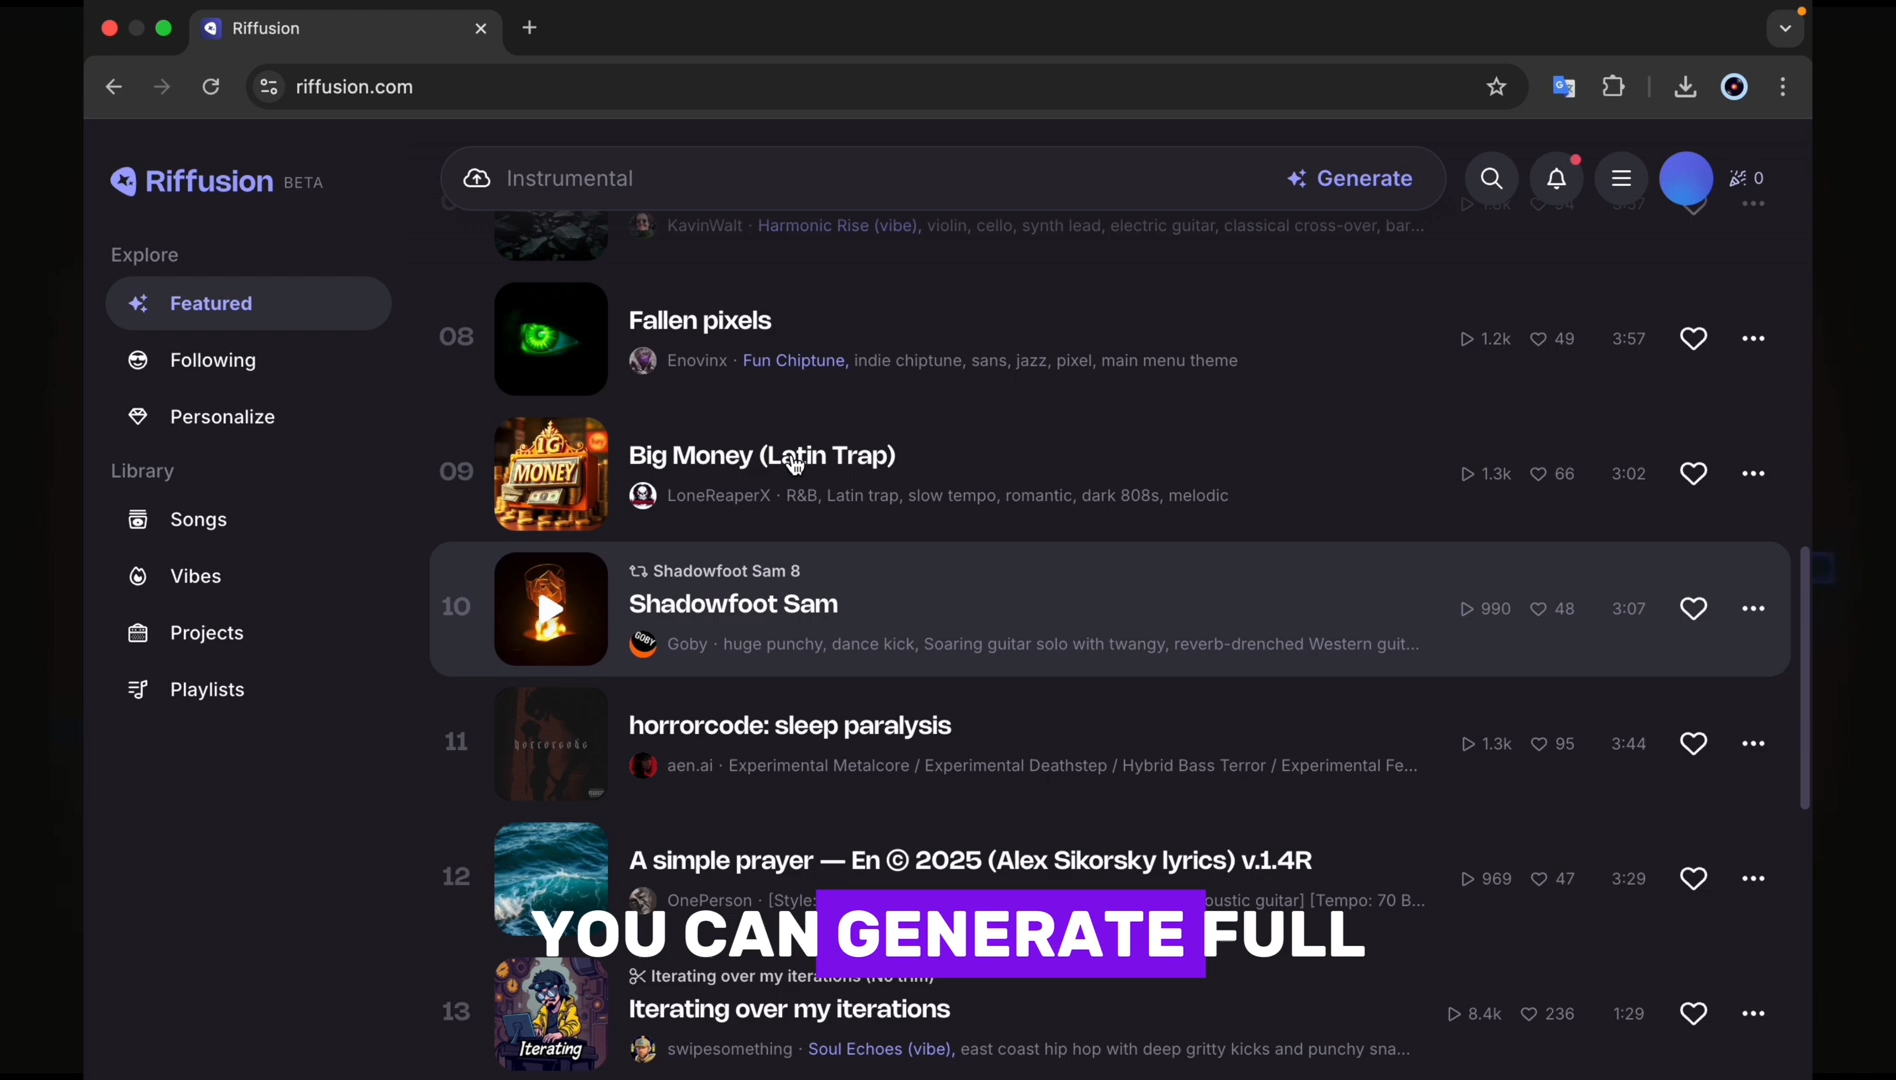 Riffusion
riffusion.com
Riffusion BETA
Instrumental
Generate
0
Explore
Featured
Following
Personalize
Library
Songs
Vibes
Projects
Playlists
KavinWalt · Harmonic Rise (vibe), violin, cello, synth lead, electric guitar, classical cross-over, bar...
08
Fallen pixels
Enovinx · Fun Chiptune, indie chiptune, sans, jazz, pixel, main menu theme
1.2k 49 3:57
09
IG
MONEY
Big Money (Latin Trap)
LoneReaperX · R&B, Latin trap, slow tempo, romantic, dark 808s, melodic
1.3k 66 3:02
10
Shadowfoot Sam 8
Shadowfoot Sam
GOBY
Goby · huge punchy, dance kick, Soaring guitar solo with twangy, reverb-drenched Western guit...
990 48 3:07
11
horrorcode
horrorcode: sleep paralysis
aen.ai · Experimental Metalcore / Experimental Deathstep / Hybrid Bass Terror / Experimental Fe...
1.3k 95 3:44
12
A simple prayer — En © 2025 (Alex Sikorsky lyrics) v.1.4R
OnePerson · [Style: oustic guitar] [Tempo: 70 B...
969 47 3:29
YOU CAN GENERATE FULL
13
Iterating over my iterations (No trim)
Iterating over my iterations
Iterating
swipesomething · Soul Echoes (vibe), east coast hip hop with deep gritty kicks and punchy sna...
8.4k 236 1:29